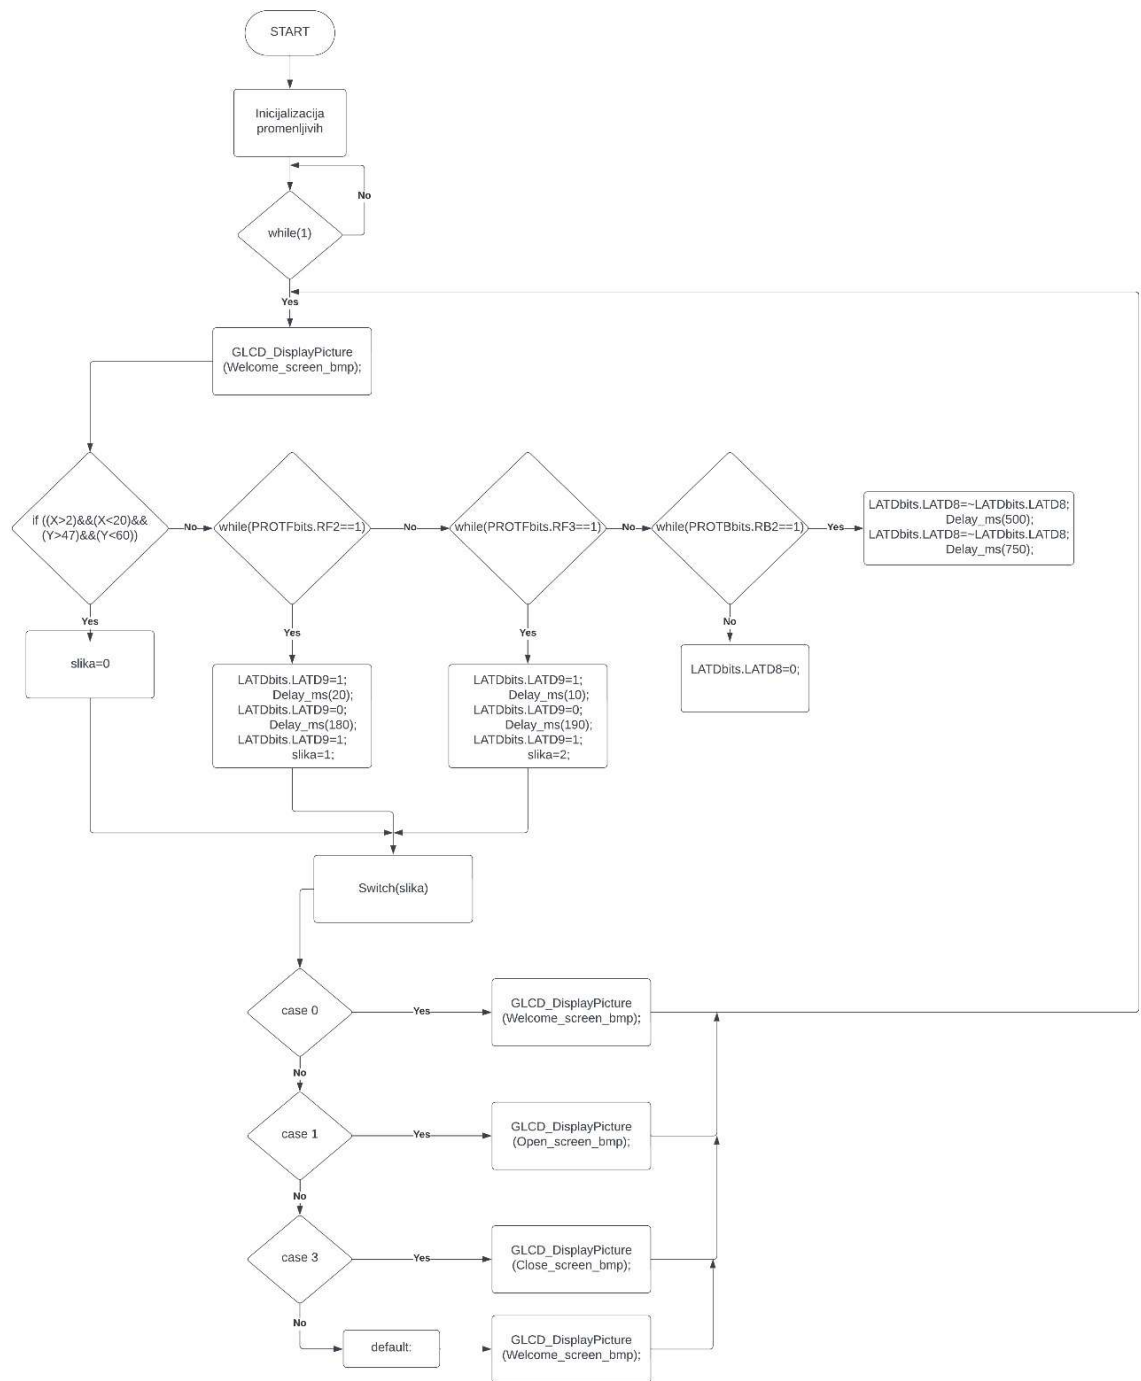 START
Inicijalizacija
promenljivih
No
while(1)
Yes
GLCD_DisplayPicture
(Welcome_screen_bmp);
if ((X>2)&&(X<20)&&
(Y>47)&&(Y<60))
No
while(PROTFbits.RF2==1)
No
while(PROTFbits.RF3==1)
No
while(PROTBbits.RB2==1)
Yes
LATDbits.LATD8=~LATDbits.LATD8;
Delay_ms(500);
LATDbits.LATD8=~LATDbits.LATD8;
Delay_ms(750);
Yes
slika=0
Yes
LATDbits.LATD9=1;
Delay_ms(20);
LATDbits.LATD9=0;
Delay_ms(180);
LATDbits.LATD9=1;
slika=1;
Yes
LATDbits.LATD9=1;
Delay_ms(10);
LATDbits.LATD9=0;
Delay_ms(190);
LATDbits.LATD9=1;
slika=2;
No
LATDbits.LATD8=0;
Switch(slika)
case 0
Yes
GLCD_DisplayPicture
(Welcome_screen_bmp);
No
case 1
Yes
GLCD_DisplayPicture
(Open_screen_bmp);
No
case 3
Yes
GLCD_DisplayPicture
(Close_screen_bmp);
No
default:
GLCD_DisplayPicture
(Welcome_screen_bmp);